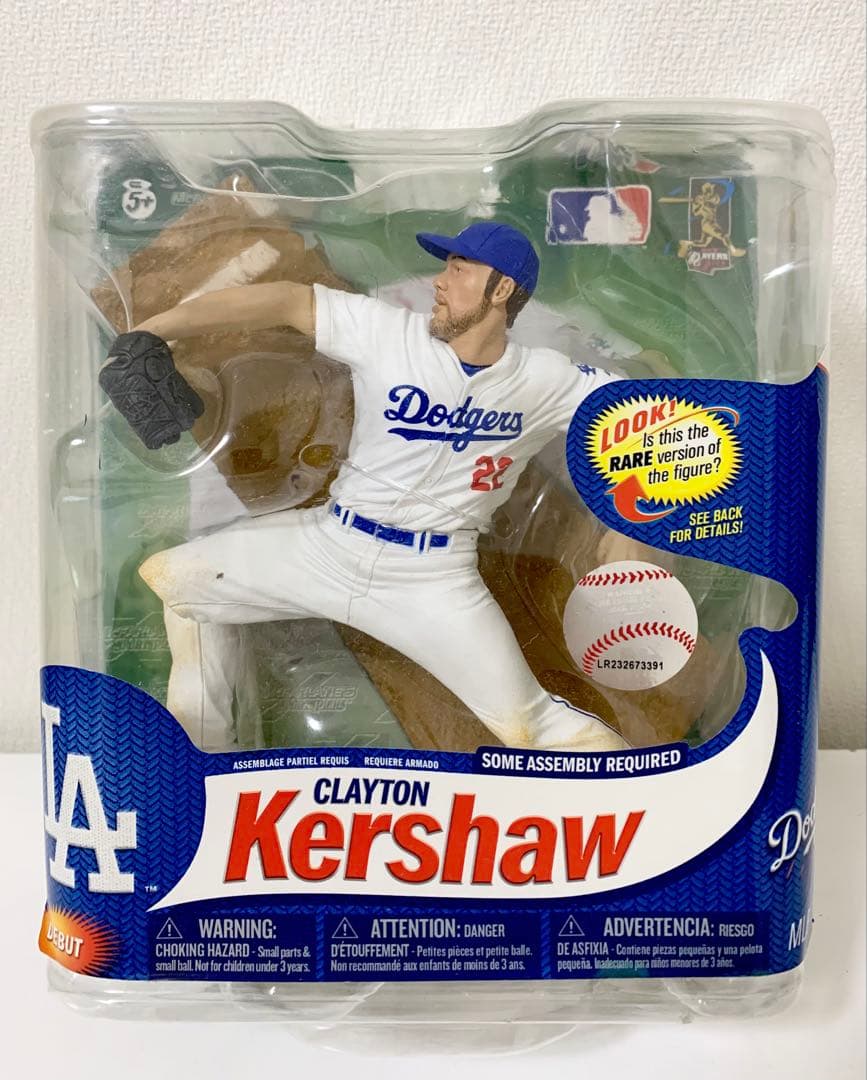 5+
PLAYERS
Dodgers
22
LOOK!
Is this the
RARE version of
the figure?
SEE BACK
FOR DETAILS!
LR232673391
ASSEMBLAGE PARTIEL REQUIS REQUIERE ARMADO SOME ASSEMBLY REQUIRED
CLAYTON
Kershaw
LA
TM
DEBUT
WARNING:
CHOKING HAZARD - Small parts &
small ball. Not for children under 3 years.
ATTENTION: DANGER
D'ÉTOUFFEMENT - Petites pièces et petite balle.
Non recommandé aux enfants de moins de 3 ans.
ADVERTENCIA: RIESGO
DE ASFIXIA - Contiene piezas pequeñas y una pelota
pequeña. Inadecuado para niños menores de 3 años.